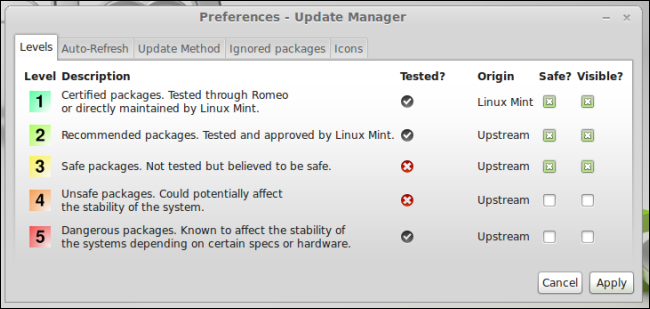 Preferences - Update Manager
Levels Auto-Refresh Update Method Ignored packages Icons
Level Description Tested? Origin Safe? Visible?
1 Certified packages. Tested through Romeo
or directly maintained by Linux Mint. Linux Mint
2 Recommended packages. Tested and approved by Linux Mint. Upstream
3 Safe packages. Not tested but believed to be safe. Upstream
4 Unsafe packages. Could potentially affect
the stability of the system. Upstream
5 Dangerous packages. Known to affect the stability of
the systems depending on certain specs or hardware. Upstream
Cancel Apply